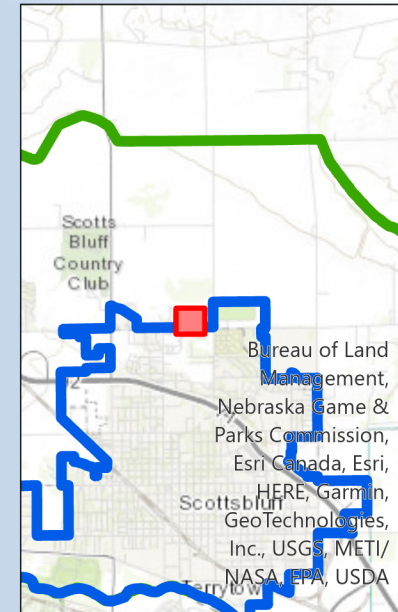 Scotts
Bluff
Country
Club
Bureau of Land
Management,
Nebraska Game &
Parks Commission,
Esri Canada, Esri,
HERE, Garmin,
Scottsbluff
GeoTechnologies,
Inc., USGS, METI/
NASA, EPA, USDA
Terrytow